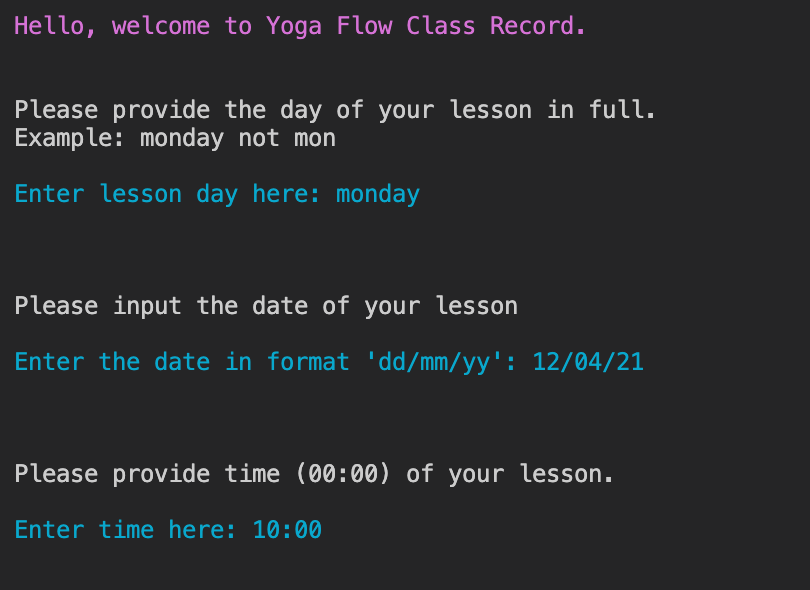 Hello, welcome to Yoga Flow Class Record.
Please provide the day of your lesson in full.
Example: monday not mon
Enter lesson day here: monday
Please input the date of your lesson
Enter the date in format 'dd/mm/yy': 12/04/21
Please provide time (00:00) of your lesson.
Enter time here: 10:00